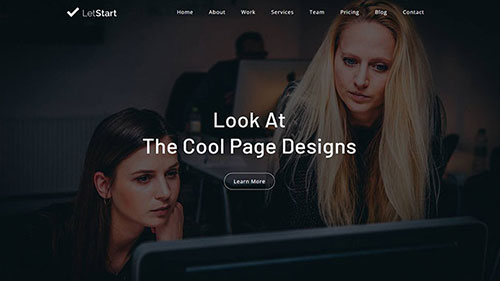 LetStart
Home About Work Services Team Pricing Blog Contact
Look At
The Cool Page Designs
Learn More